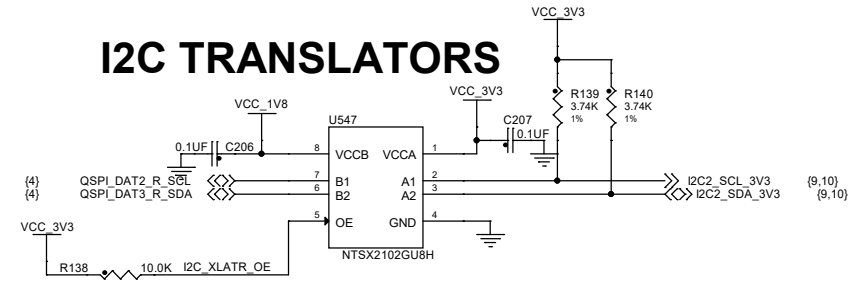 VCC_3V3
I2C TRANSLATORS
VCC_1V8
VCC_3V3
U547
C207
0.1UF
R139
3.74K
1%
R140
3.74K
1%
0.1UF C206
8 VCCB VCCA 1
{4} QSPI_DAT2_R_SCL 7 B1 A1 2 I2C2_SCL_3V3 {9,10}
{4} QSPI_DAT3_R_SDA 6 B2 A2 3 I2C2_SDA_3V3 {9,10}
5 OE GND 4
VCC_3V3
NTSX2102GU8H
R138 10.0K I2C_XLATR_OE